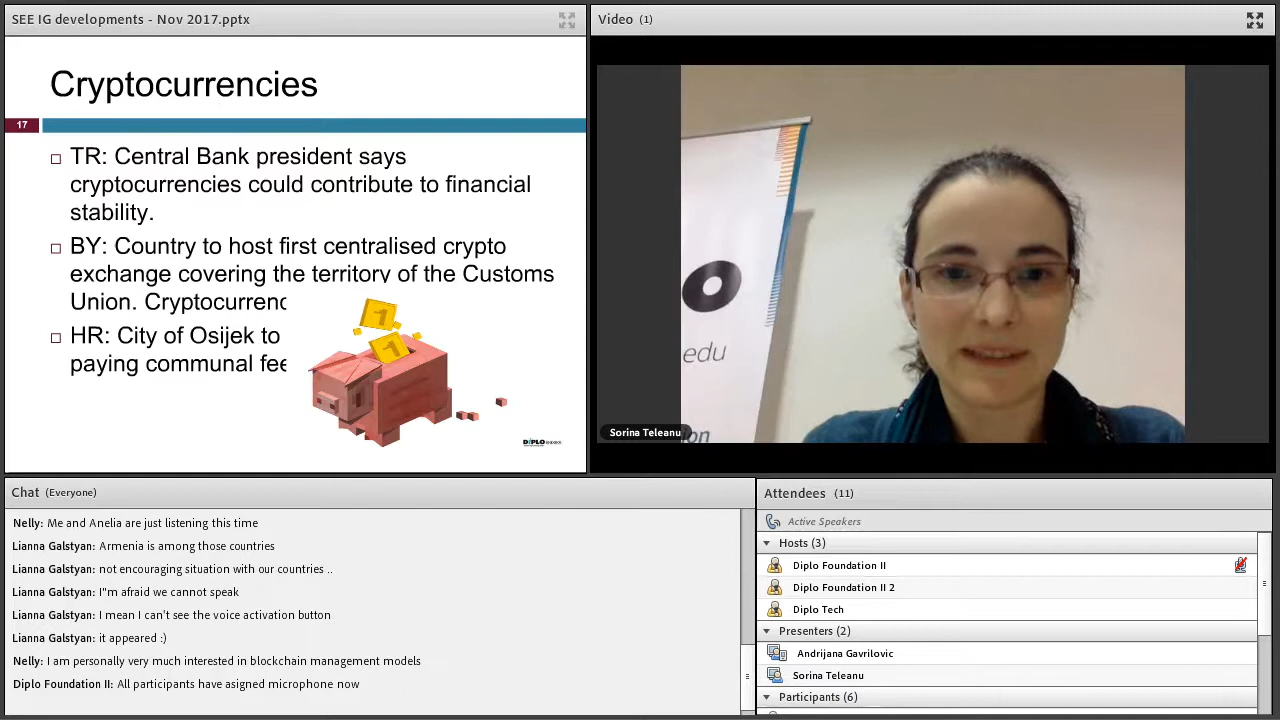 SEE IG developments - Nov 2017.pptx
Cryptocurrencies
17
TR: Central Bank president says
cryptocurrencies could contribute to financial
stability.
BY: Country to host first centralised crypto
exchange covering the territory of the Customs
Union. Cryptocurrenc
HR: City of Osijek to
paying communal fee
1
1
DIPLO
Video (1)
O
edu
ion
Sorina Teleanu
Chat (Everyone)
Nelly: Me and Anelia are just listening this time
Lianna Galstyan: Armenia is among those countries
Lianna Galstyan: not encouraging situation with our countries ..
Lianna Galstyan: I"m afraid we cannot speak
Lianna Galstyan: I mean I can't see the voice activation button
Lianna Galstyan: it appeared :)
Nelly: I am personally very much interested in blockchain management models
Diplo Foundation II: All participants have asigned microphone now
Attendees (11)
Active Speakers
Hosts (3)
Diplo Foundation II
Diplo Foundation II 2
Diplo Tech
Presenters (2)
Andrijana Gavrilovic
Sorina Teleanu
Participants (6)